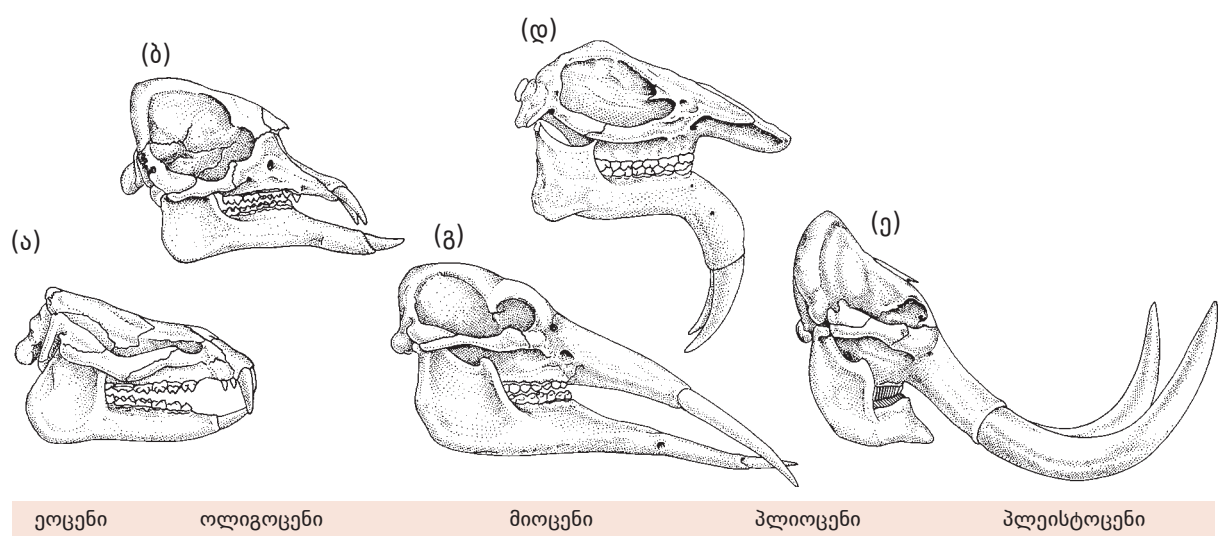 (დ)
(ბ)
(ე)
(ა)
(გ)
ეოცენი ოლიგოცენი მიოცენი პლიოცენი პლეისტოცენი